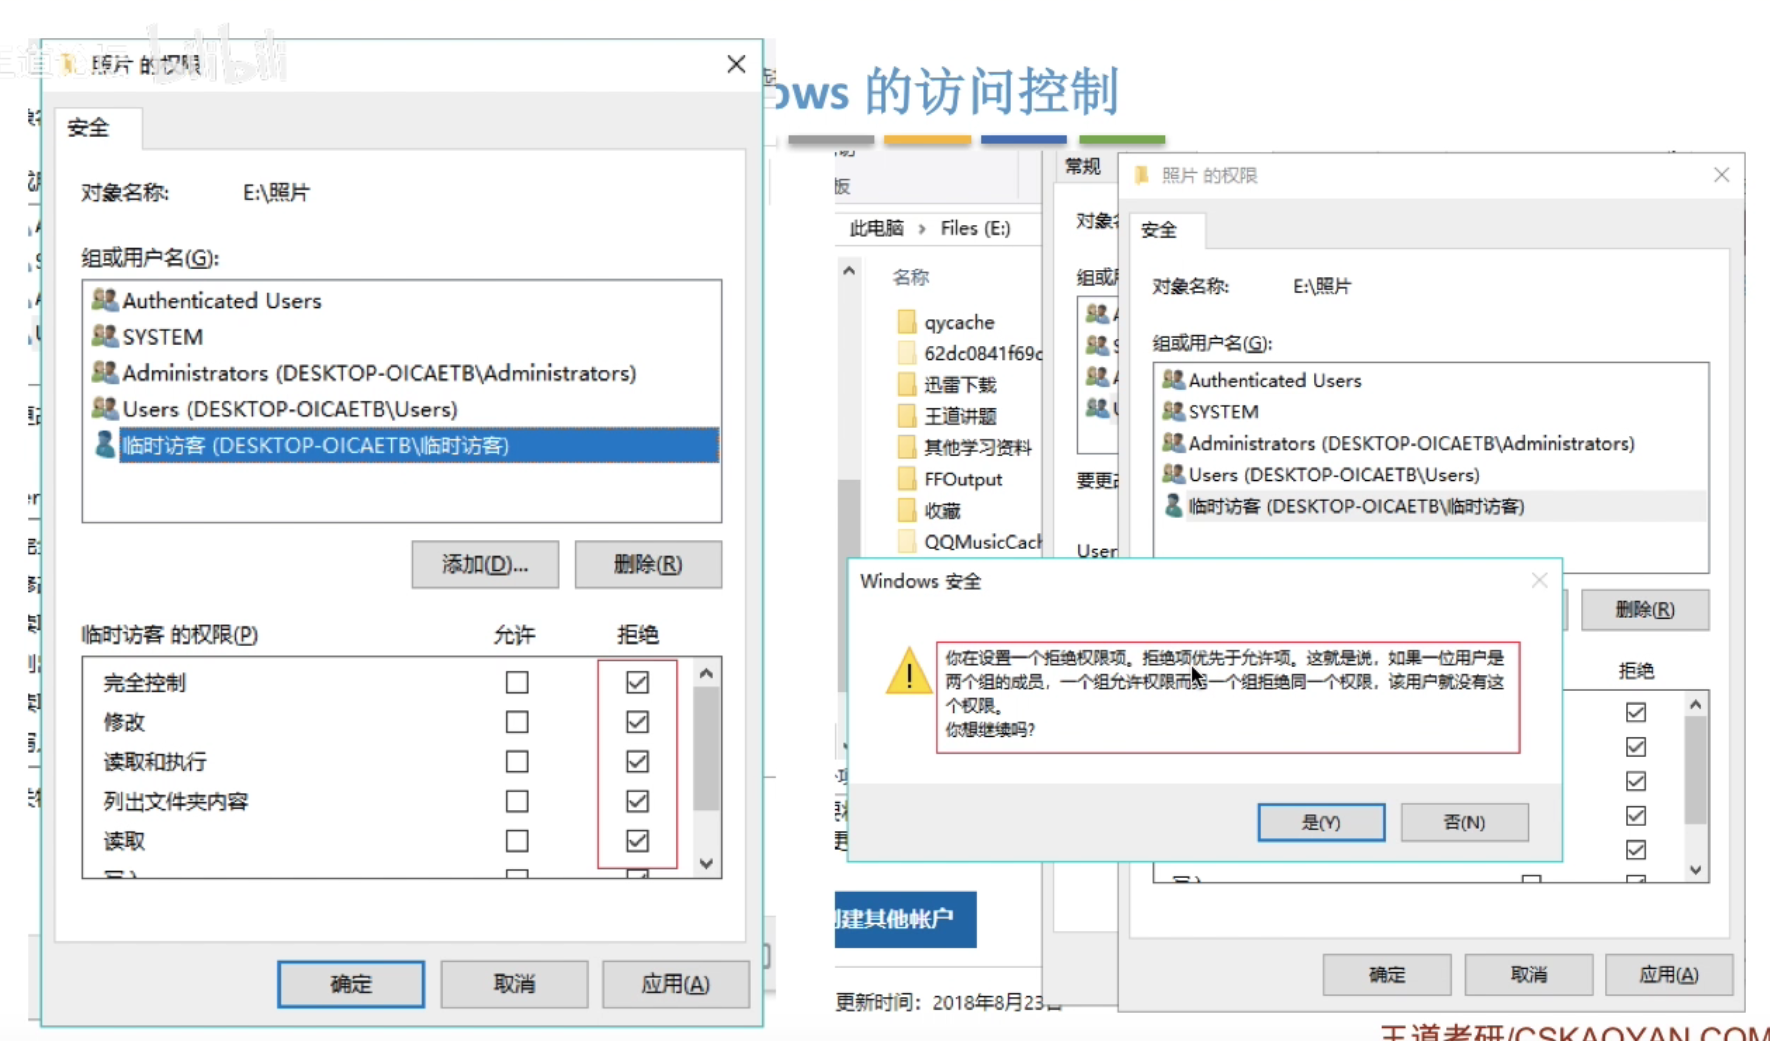 照片 的权限
安全
对象名称: E:\照片
组或用户名(G):
Authenticated Users
SYSTEM
Administrators (DESKTOP-OICAETB\Administrators)
Users (DESKTOP-OICAETB\Users)
临时访客 (DESKTOP-OICAETB\临时访客)
添加(D)...
删除(R)
临时访客 的权限(P) 允许 拒绝
完全控制
修改
读取和执行
列出文件夹内容
读取
确定 取消 应用(A)
ows 的访问控制
板
此电脑 › Files (E:)
名称
qycache
62dc0841f69c
迅雷下载
王道讲题
其他学习资料
FFOutput
收藏
QQMusicCach
建其他帐户
更新时间: 2018年8月23日
常规
对象
组或
要更改
User
照片 的权限
安全
对象名称: E:\照片
组或用户名(G):
Authenticated Users
SYSTEM
Administrators (DESKTOP-OICAETB\Administrators)
Users (DESKTOP-OICAETB\Users)
临时访客 (DESKTOP-OICAETB\临时访客)
删除(R)
拒绝
Windows 安全
你在设置一个拒绝权限项。拒绝项优先于允许项。这就是说，如果一位用户是
两个组的成员，一个组允许权限而另一个组拒绝同一个权限，该用户就没有这
个权限。
你想继续吗?
是(Y) 否(N)
确定 取消 应用(A)
王道考研/CSKAOYAN.COM